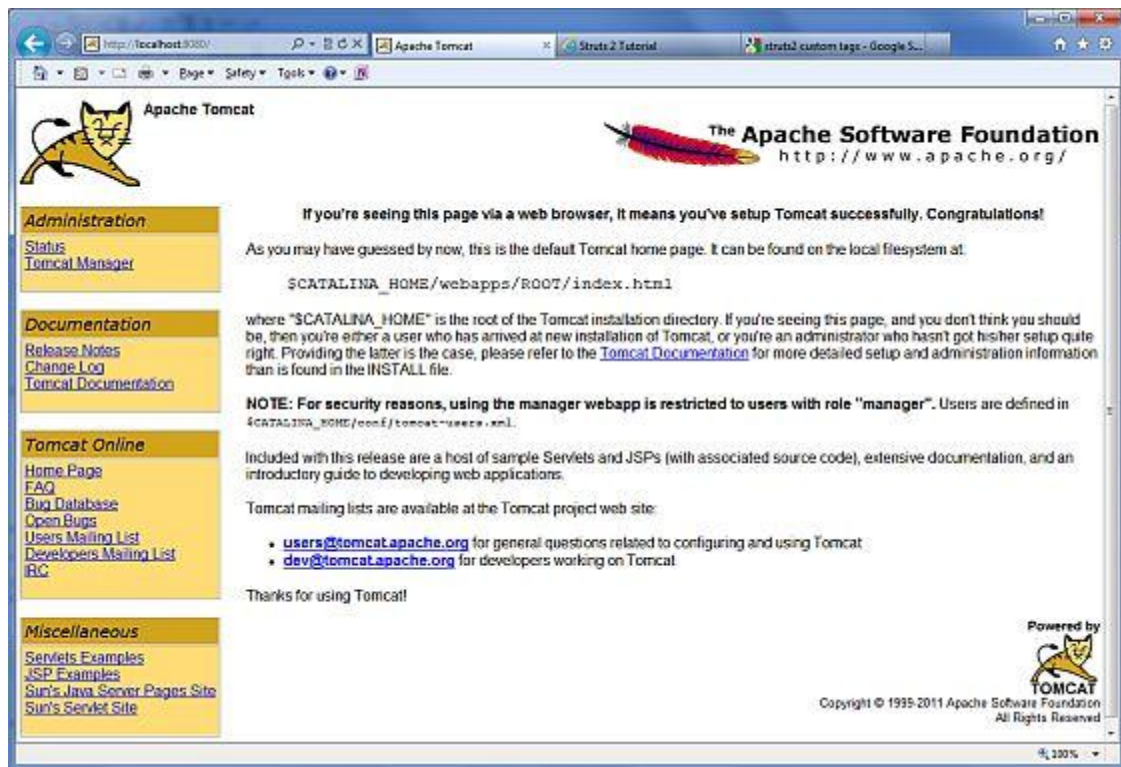 http://localhost:8080/
Apache Tomcat
Struts 2 Tutorial
struts2 custom tags - Google S...
Page
Safety
Tools
Apache Tomcat
The Apache Software Foundation
http://www.apache.org/
Administration
Status
Tomcat Manager
Documentation
Release Notes
Change Log
Tomcat Documentation
Tomcat Online
Home Page
FAQ
Bug Database
Open Bugs
Users Mailing List
Developers Mailing List
IRC
Miscellaneous
Servlets Examples
JSP Examples
Sun's Java Server Pages Site
Sun's Servlet Site
If you're seeing this page via a web browser, it means you've setup Tomcat successfully. Congratulations!
As you may have guessed by now, this is the default Tomcat home page. It can be found on the local filesystem at:
$CATALINA_HOME/webapps/ROOT/index.html
where "$CATALINA_HOME" is the root of the Tomcat installation directory. If you're seeing this page, and you don't think you should
be, then you're either a user who has arrived at new installation of Tomcat, or you're an administrator who hasn't got his/her setup quite
right. Providing the latter is the case, please refer to the Tomcat Documentation for more detailed setup and administration information
than is found in the INSTALL file.
NOTE: For security reasons, using the manager webapp is restricted to users with role "manager". Users are defined in
$CATALINA_HOME/conf/tomcat-users.xml.
Included with this release are a host of sample Servlets and JSPs (with associated source code), extensive documentation, and an
introductory guide to developing web applications.
Tomcat mailing lists are available at the Tomcat project web site:
• users@tomcat.apache.org for general questions related to configuring and using Tomcat
• dev@tomcat.apache.org for developers working on Tomcat
Thanks for using Tomcat!
Powered by
TOMCAT
Copyright © 1999-2011 Apache Software Foundation
All Rights Reserved
100%